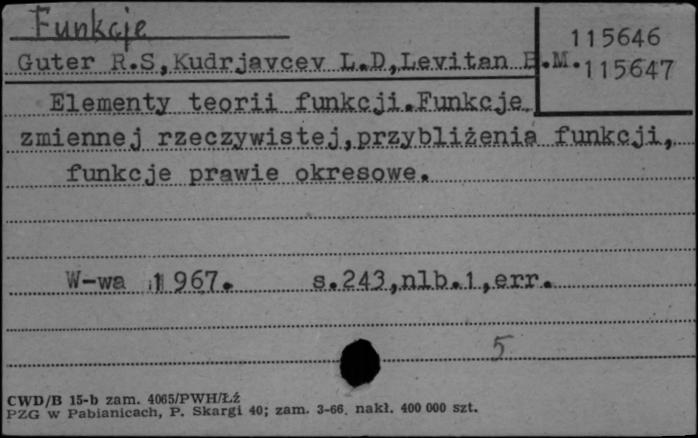 Funkcje
115646
Guter R.S,Kudrjavcev L.D,Levitan B.M.
115647
Elementy teorii funkcji.Funkcje
zmiennej rzeczywistej,przybliżenia funkcji,
funkcje prawie okresowe.
W-wa 1967. s.243,nlb.1,err.
5
CWD/B 15-b zam. 4065/PWH/Łź
PZG w Pabianicach, P. Skargi 40; zam. 3-66. nakł. 400 000 szt.